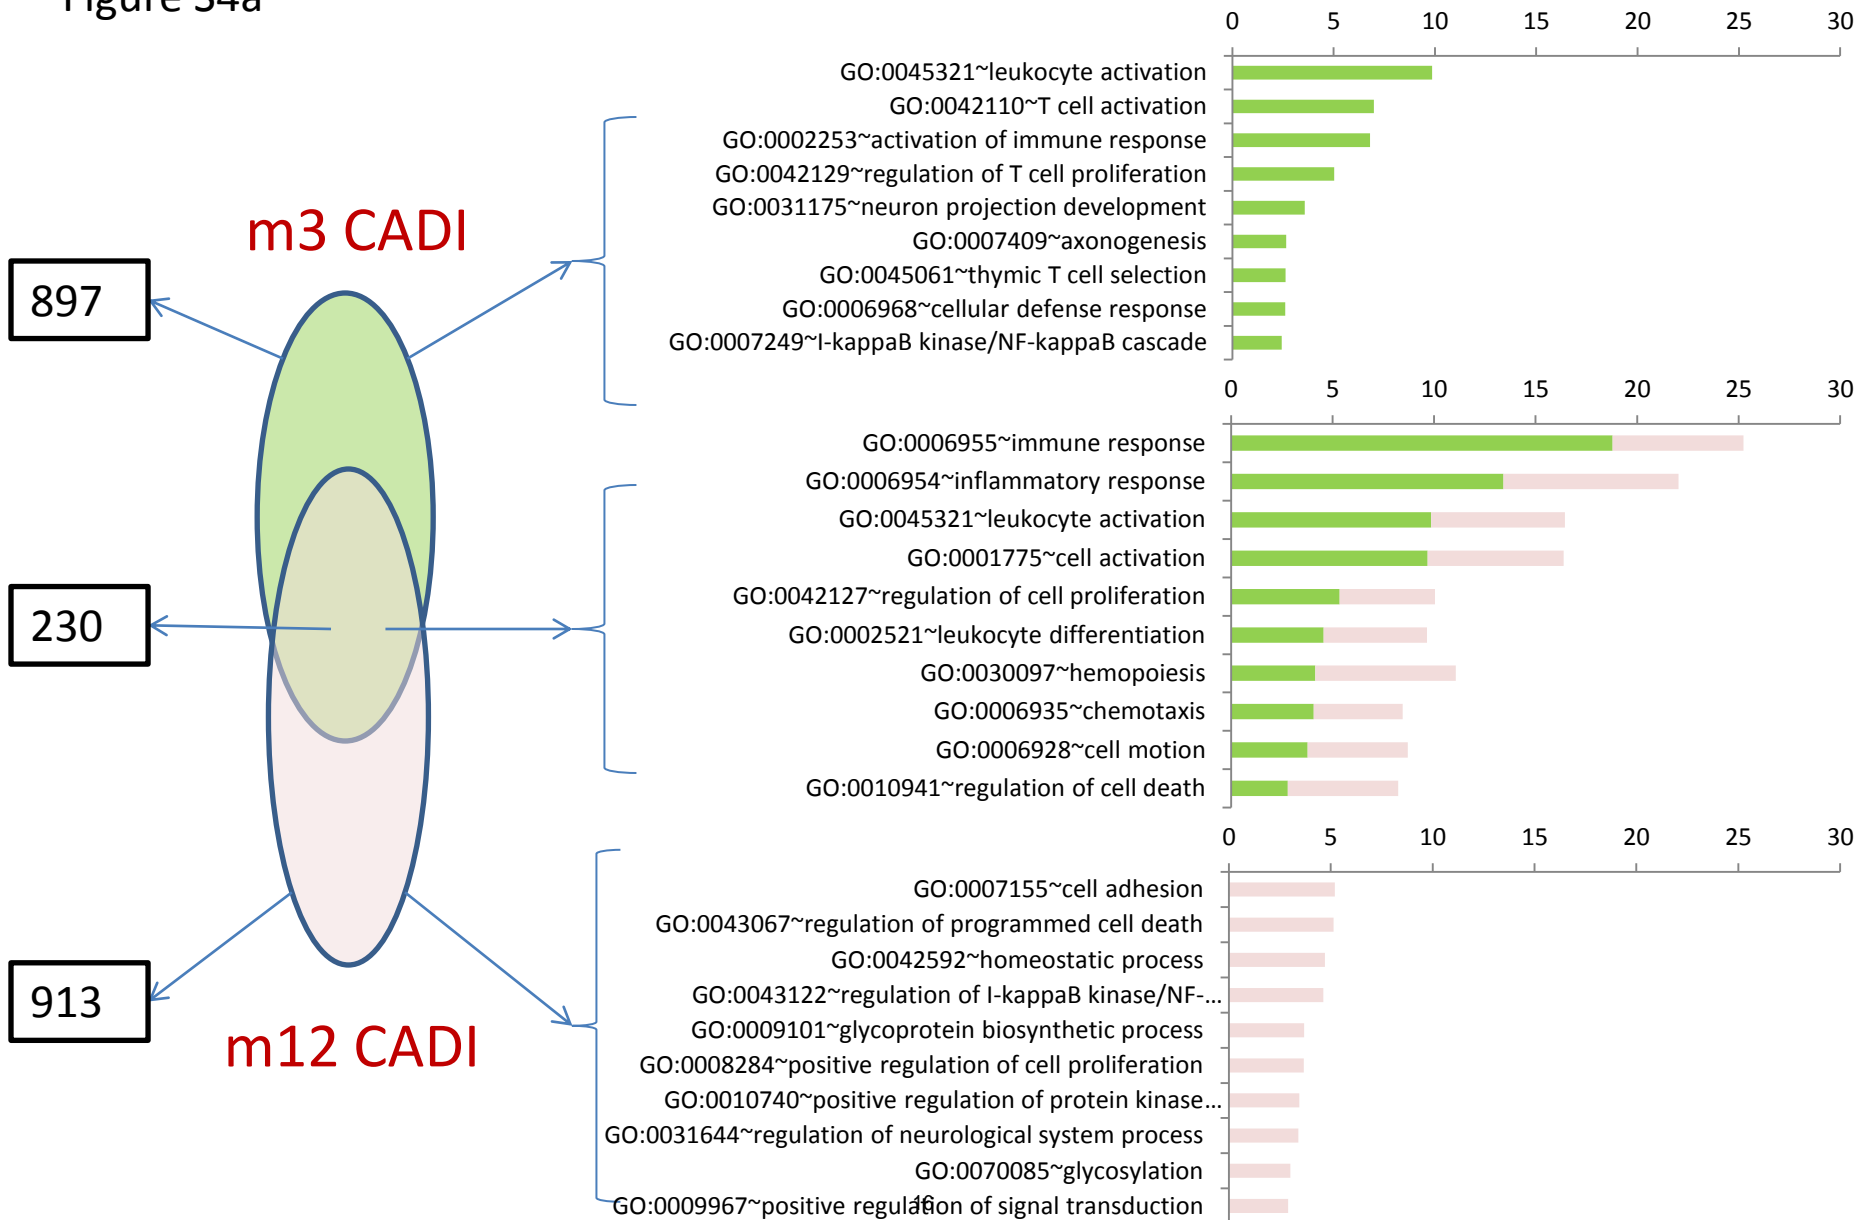 Figure S4a
0 5 10 15 20 25 30
GO:0045321~leukocyte activation
GO:0042110~T cell activation
GO:0002253~activation of immune response
GO:0042129~regulation of T cell proliferation
GO:0031175~neuron projection development
GO:0007409~axonogenesis
GO:0045061~thymic T cell selection
GO:0006968~cellular defense response
GO:0007249~I-kappaB kinase/NF-kappaB cascade
m3 CADI
897
0 5 10 15 20 25 30
GO:0006955~immune response
GO:0006954~inflammatory response
GO:0045321~leukocyte activation
GO:0001775~cell activation
GO:0042127~regulation of cell proliferation
GO:0002521~leukocyte differentiation
GO:0030097~hemopoiesis
GO:0006935~chemotaxis
GO:0006928~cell motion
GO:0010941~regulation of cell death
230
0 5 10 15 20 25 30
GO:0007155~cell adhesion
GO:0043067~regulation of programmed cell death
GO:0042592~homeostatic process
GO:0043122~regulation of I-kappaB kinase/NF-...
GO:0009101~glycoprotein biosynthetic process
GO:0008284~positive regulation of cell proliferation
GO:0010740~positive regulation of protein kinase...
GO:0031644~regulation of neurological system process
GO:0070085~glycosylation
GO:0009967~positive regulation of signal transduction
913
m12 CADI
16